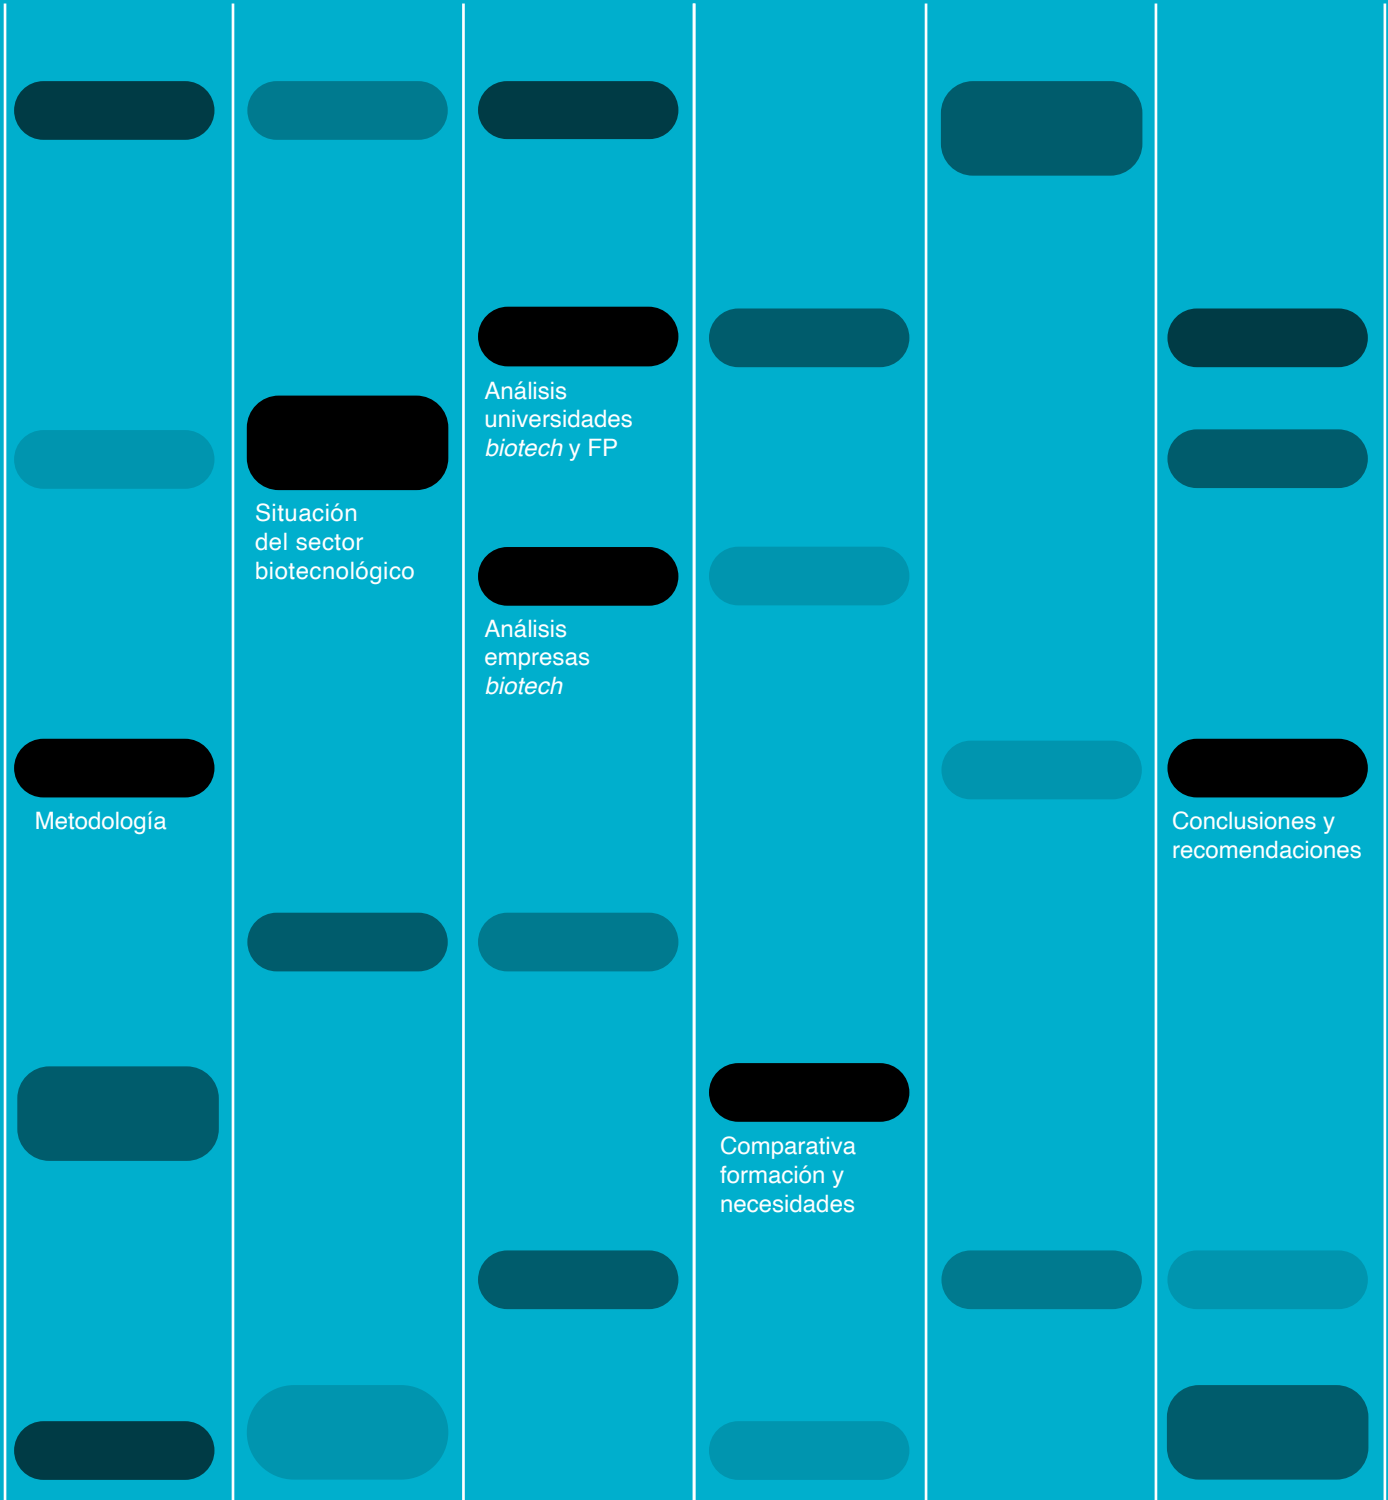 Metodología
Situación
del sector
biotecnológico
Análisis
universidades
biotech y FP
Análisis
empresas
biotech
Comparativa
formación y
necesidades
Conclusiones y
recomendaciones